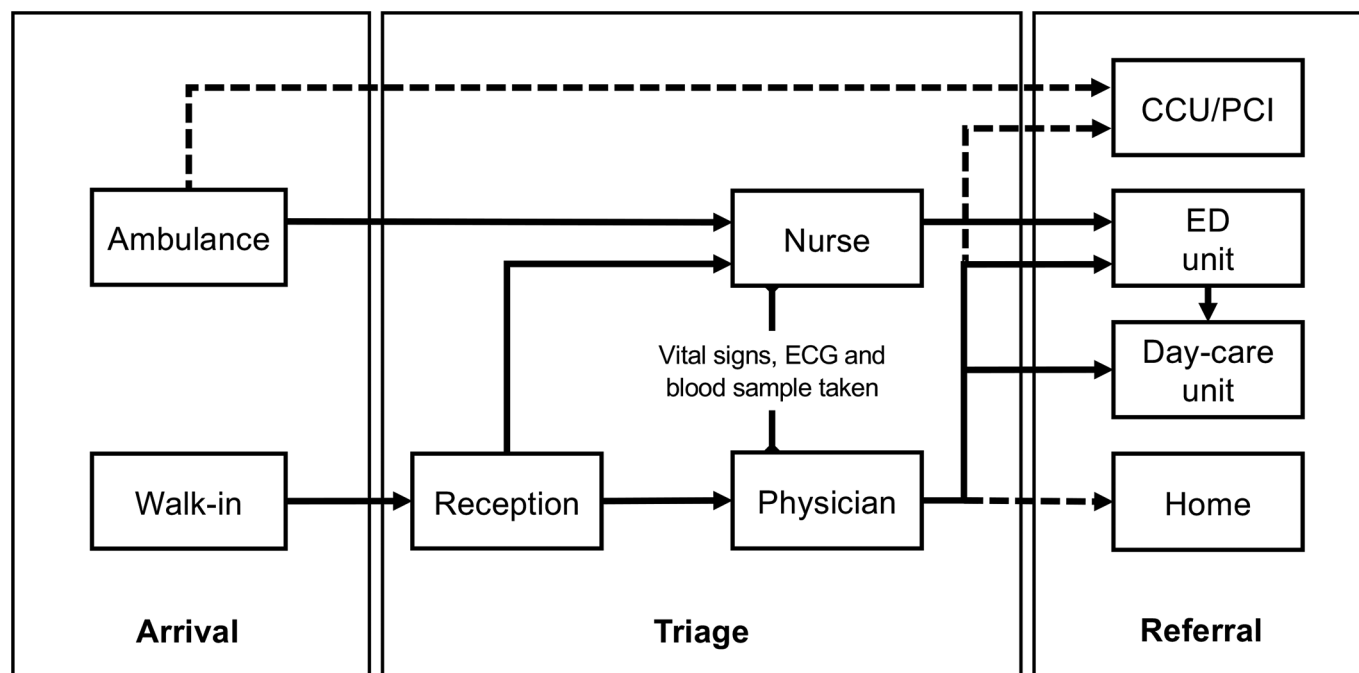 CCU/PCI
Ambulance
Nurse
ED
unit
Vital signs, ECG and
blood sample taken
Day-care
unit
Walk-in
Reception
Physician
Home
Arrival
Triage
Referral